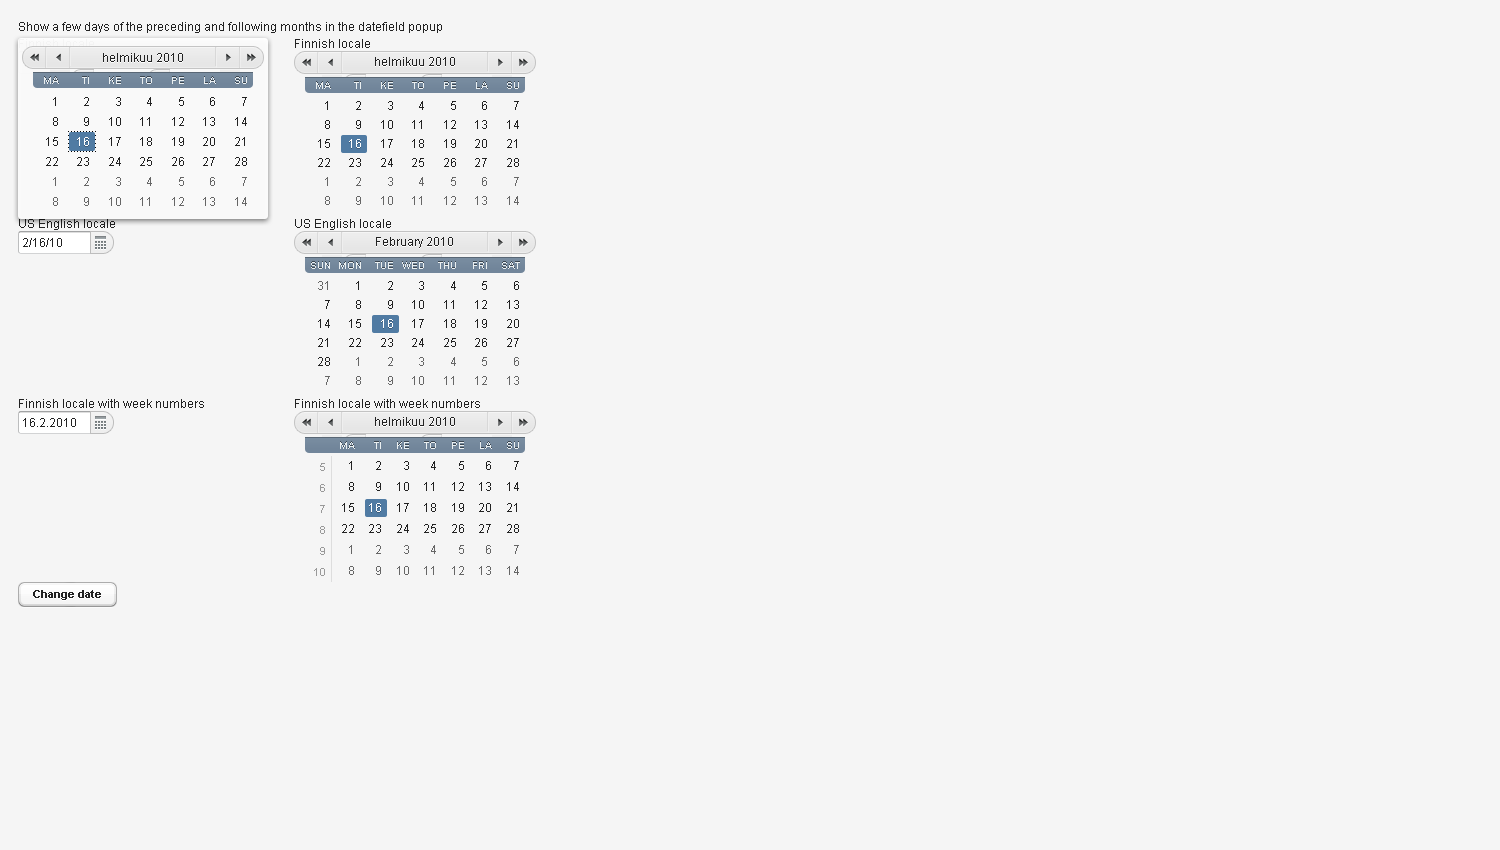 Show a few days of the preceding and following months in the datefield popup
helmikuu 2010
MA TI KE TO PE LA SU
1 2 3 4 5 6 7
8 9 10 11 12 13 14
15 16 17 18 19 20 21
22 23 24 25 26 27 28
1 2 3 4 5 6 7
8 9 10 11 12 13 14
Finnish locale
helmikuu 2010
MA TI KE TO PE LA SU
1 2 3 4 5 6 7
8 9 10 11 12 13 14
15 16 17 18 19 20 21
22 23 24 25 26 27 28
1 2 3 4 5 6 7
8 9 10 11 12 13 14
US English locale
2/16/10
US English locale
February 2010
SUN MON TUE WED THU FRI SAT
31 1 2 3 4 5 6
7 8 9 10 11 12 13
14 15 16 17 18 19 20
21 22 23 24 25 26 27
28 1 2 3 4 5 6
7 8 9 10 11 12 13
Finnish locale with week numbers
16.2.2010
Finnish locale with week numbers
helmikuu 2010
MA TI KE TO PE LA SU
5 1 2 3 4 5 6 7
6 8 9 10 11 12 13 14
7 15 16 17 18 19 20 21
8 22 23 24 25 26 27 28
9 1 2 3 4 5 6 7
10 8 9 10 11 12 13 14
Change date